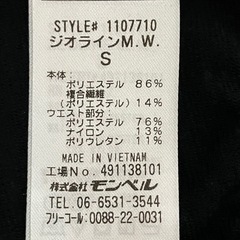 STYLE# 1107710
ジオラインM.W.
S
本体：
ポリエステル 86%
複合繊維
(ポリエステル) 14%
ウエスト部分：
ポリエステル 76%
ナイロン 13%
ポリウレタン 11%
MADE IN VIETNAM
工場No. 491138101
株式会社モンベル
TEL. 06-6531-3544
フリーコール:0088-22-0031